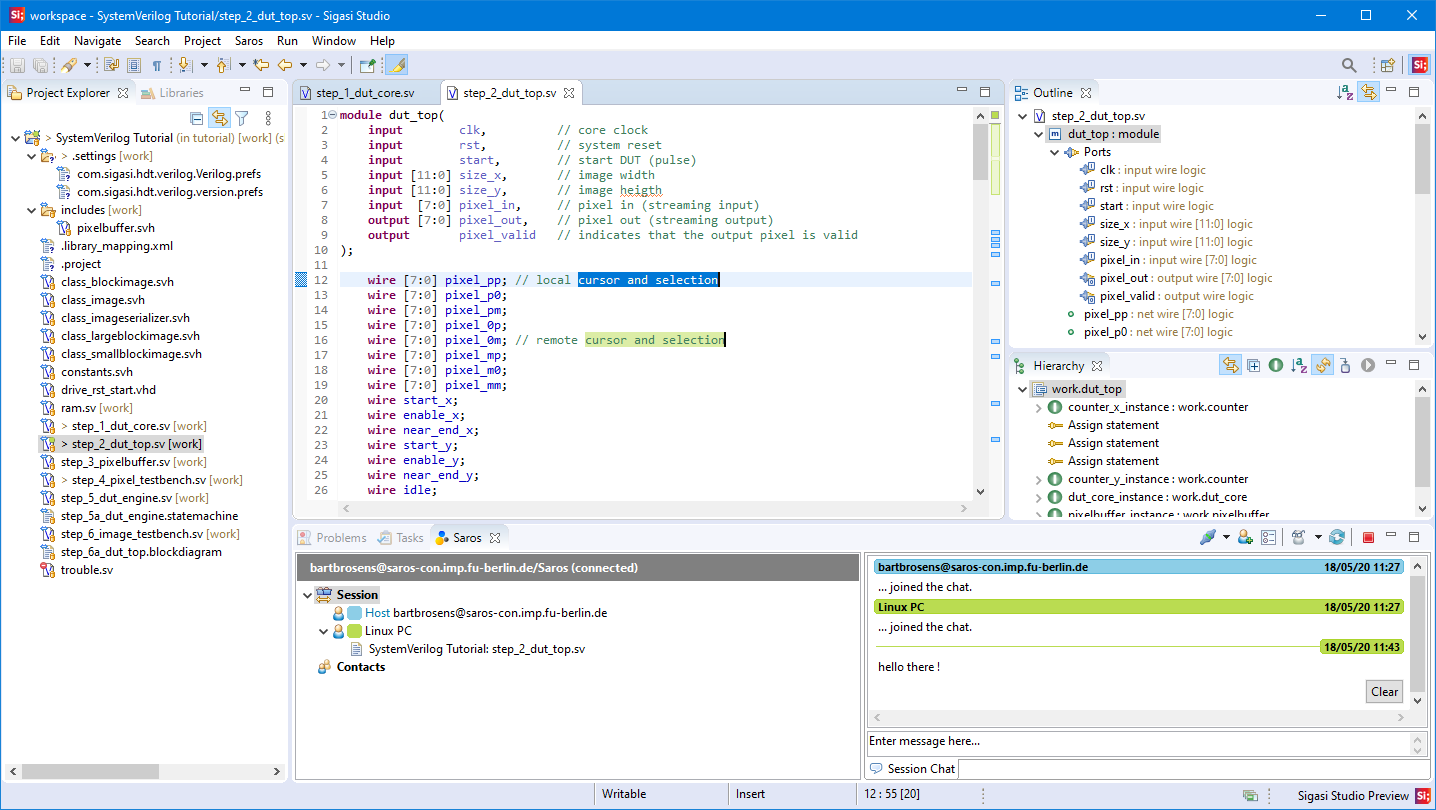 workspace - SystemVerilog Tutorial/step_2_dut_top.sv - Sigasi Studio
File Edit Navigate Search Project Saros Run Window Help
Project Explorer
Libraries
SystemVerilog Tutorial (in tutorial) [work] (s
> .settings [work]
com.sigasi.hdt.verilog.Verilog.prefs
com.sigasi.hdt.verilog.version.prefs
includes [work]
pixelbuffer.svh
.library_mapping.xml
.project
class_blockimage.svh
class_image.svh
class_imageserializer.svh
class_largeblockimage.svh
class_smallblockimage.svh
constants.svh
drive_rst_start.vhd
ram.sv [work]
> step_1_dut_core.sv [work]
> step_2_dut_top.sv [work]
step_3_pixelbuffer.sv [work]
> step_4_pixel_testbench.sv [work]
step_5_dut_engine.sv [work]
step_5a_dut_engine.statemachine
step_6_image_testbench.sv [work]
step_6a_dut_top.blockdiagram
trouble.sv
step_1_dut_core.sv
step_2_dut_top.sv
1 module dut_top(
2 input clk, // core clock
3 input rst, // system reset
4 input start, // start DUT (pulse)
5 input [11:0] size_x, // image width
6 input [11:0] size_y, // image heigth
7 input [7:0] pixel_in, // pixel in (streaming input)
8 output [7:0] pixel_out, // pixel out (streaming output)
9 output pixel_valid // indicates that the output pixel is valid
10 );
11
12 wire [7:0] pixel_pp; // local cursor and selection
13 wire [7:0] pixel_p0;
14 wire [7:0] pixel_pm;
15 wire [7:0] pixel_0p;
16 wire [7:0] pixel_0m; // remote cursor and selection
17 wire [7:0] pixel_mp;
18 wire [7:0] pixel_m0;
19 wire [7:0] pixel_mm;
20 wire start_x;
21 wire enable_x;
22 wire near_end_x;
23 wire start_y;
24 wire enable_y;
25 wire near_end_y;
26 wire idle;
Outline
step_2_dut_top.sv
dut_top : module
Ports
clk : input wire logic
rst : input wire logic
start : input wire logic
size_x : input wire [11:0] logic
size_y : input wire [11:0] logic
pixel_in : input wire [7:0] logic
pixel_out : output wire [7:0] logic
pixel_valid : output wire logic
pixel_pp : net wire [7:0] logic
pixel_p0 : net wire [7:0] logic
Hierarchy
work.dut_top
counter_x_instance : work.counter
Assign statement
Assign statement
Assign statement
counter_y_instance : work.counter
dut_core_instance : work.dut_core
pixelbuffer_instance : work.pixelbuffer
Problems
Tasks
Saros
bartbrosens@saros-con.imp.fu-berlin.de/Saros (connected)
Session
Host bartbrosens@saros-con.imp.fu-berlin.de
Linux PC
SystemVerilog Tutorial: step_2_dut_top.sv
Contacts
bartbrosens@saros-con.imp.fu-berlin.de 18/05/20 11:27
... joined the chat.
Linux PC 18/05/20 11:27
... joined the chat.
18/05/20 11:43
hello there !
Clear
Enter message here...
Session Chat
Writable
Insert
12 : 55 [20]
Sigasi Studio Preview